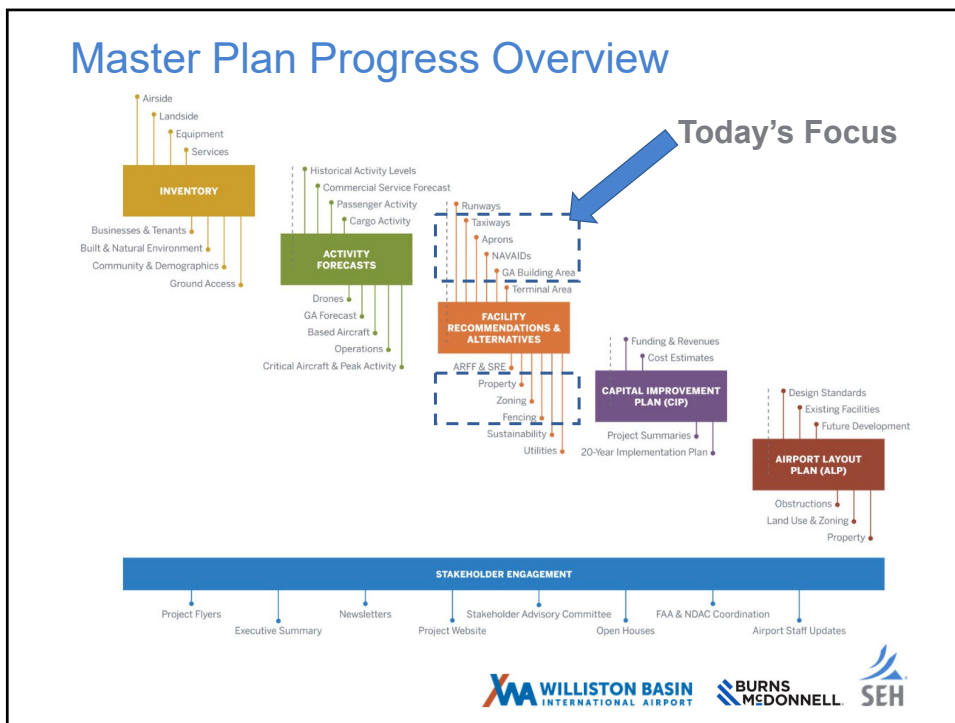 Master Plan Progress Overview
Today's Focus
Airside
Landside
Equipment
Services
INVENTORY
Businesses & Tenants
Built & Natural Environment
Community & Demographics
Ground Access
Historical Activity Levels
Commercial Service Forecast
Passenger Activity
Cargo Activity
ACTIVITY
FORECASTS
Drones
GA Forecast
Based Aircraft
Operations
Critical Aircraft & Peak Activity
Runways
Taxiways
Aprons
NAVAIDs
GA Building Area
Terminal Area
FACILITY
RECOMMENDATIONS &
ALTERNATIVES
ARFF & SRE
Property
Zoning
Fencing
Sustainability
Utilities
Funding & Revenues
Cost Estimates
CAPITAL IMPROVEMENT
PLAN (CIP)
Project Summaries
20-Year Implementation Plan
Design Standards
Existing Facilities
Future Development
AIRPORT LAYOUT
PLAN (ALP)
Obstructions
Land Use & Zoning
Property
STAKEHOLDER ENGAGEMENT
Project Flyers
Executive Summary
Newsletters
Project Website
Stakeholder Advisory Committee
Open Houses
FAA & NDAC Coordination
Airport Staff Updates
XWA WILLISTON BASIN
INTERNATIONAL AIRPORT
BURNS
McDONNELL
SEH